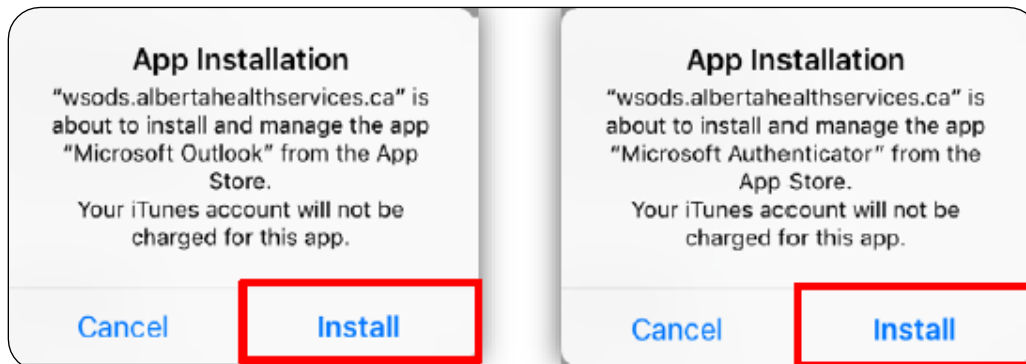 App Installation
"wsods.albertahealthservices.ca" is
about to install and manage the app
"Microsoft Outlook" from the App
Store.
Your iTunes account will not be
charged for this app.
Cancel
Install
App Installation
"wsods.albertahealthservices.ca" is
about to install and manage the app
"Microsoft Authenticator" from the
App Store.
Your iTunes account will not be
charged for this app.
Cancel
Install